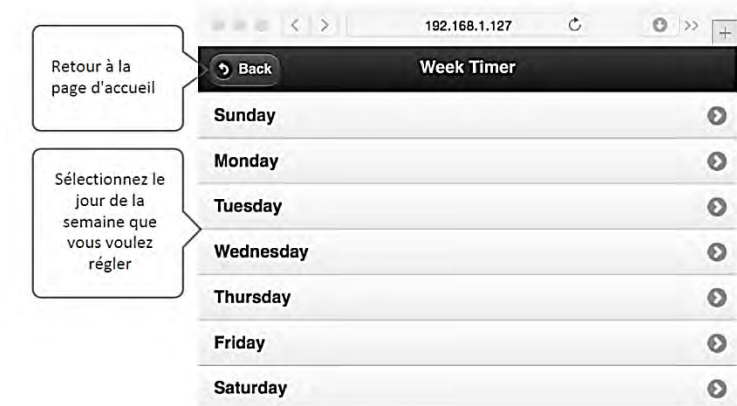 192.168.1.127
>>
+
Retour à la
page d'accueil
Back
Week Timer
Sunday
Monday
Sélectionnez le
jour de la
semaine que
vous voulez
régler
Tuesday
Wednesday
Thursday
Friday
Saturday